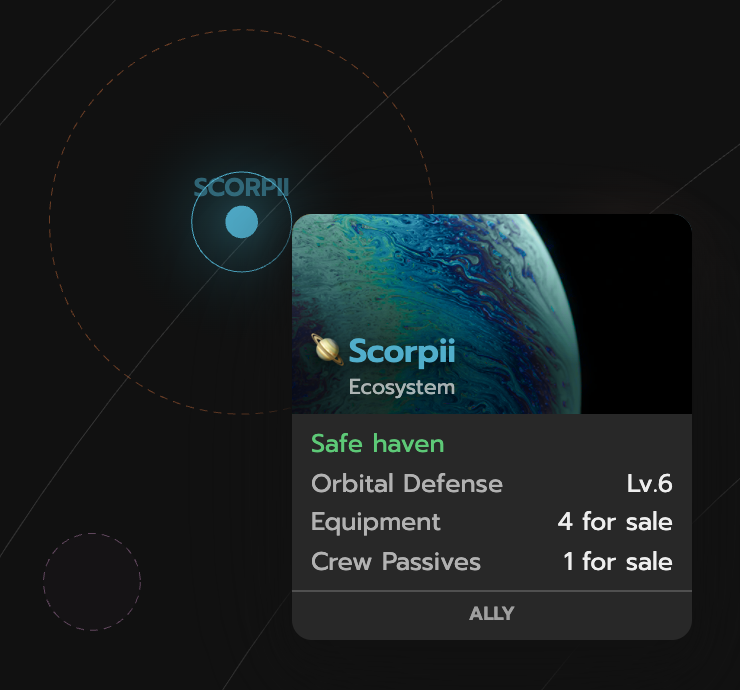 SCORPII
Scorpii
Ecosystem
Safe haven
Orbital Defense Lv.6
Equipment 4 for sale
Crew Passives 1 for sale
ALLY